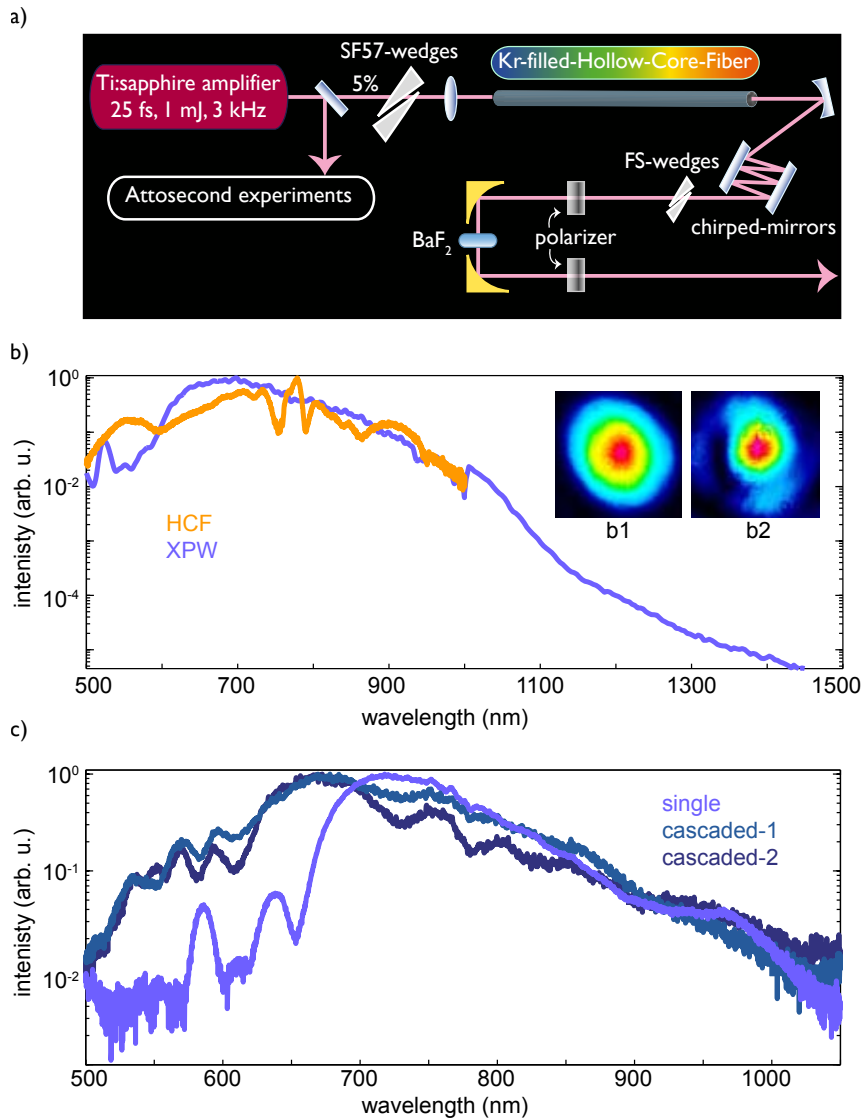 a)
SF57-wedges
Kr-filled-Hollow-Core-Fiber
Ti:sapphire amplifier
25 fs, 1 mJ, 3 kHz
5%
FS-wedges
Attosecond experiments
BaF2
polarizer
chirped-mirrors
b)
10^0
10^-2
10^-4
intenisty (arb. u.)
HCF
XPW
b1
b2
500 700 900 1100 1300 1500
wavelength (nm)
c)
10^0
10^-1
10^-2
intenisty (arb. u.)
single
cascaded-1
cascaded-2
500 600 700 800 900 1000
wavelength (nm)